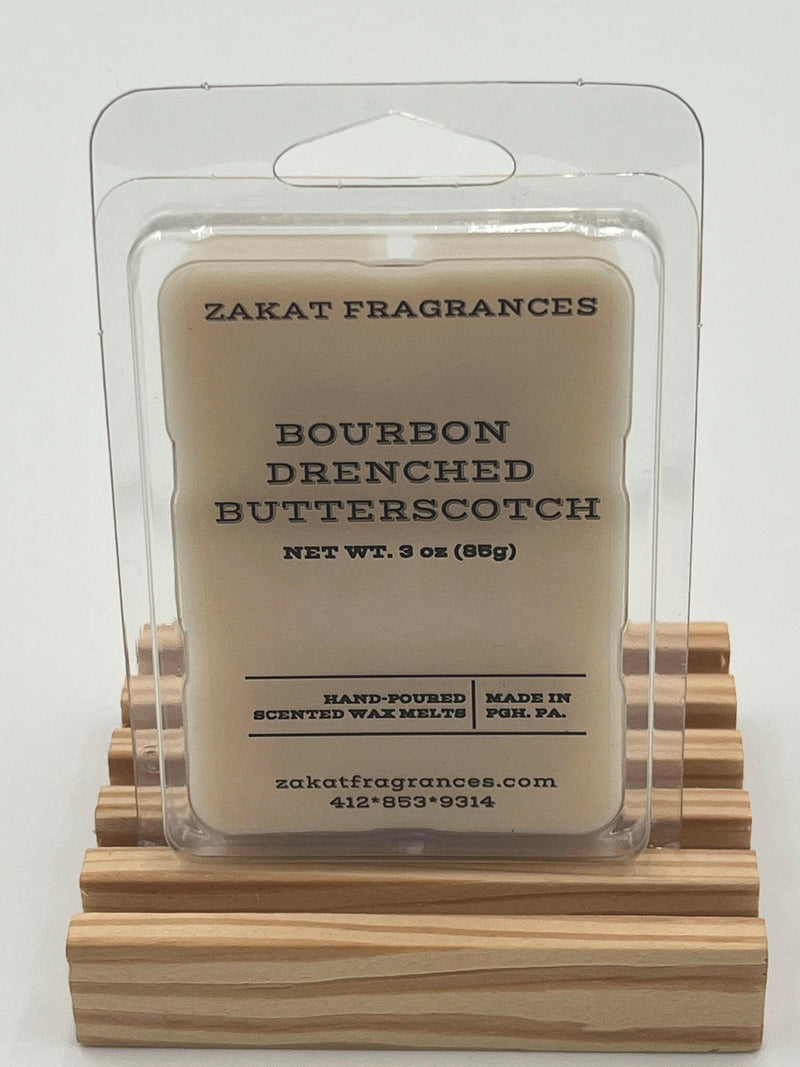 ZAKAT FRAGRANCES
BOURBON
DRENCHED
BUTTERSCOTCH
NET WT. 3 oz (85g)
HAND-POURED
SCENTED WAX MELTS
MADE IN
PGH. PA.
zakatfragrances.com
412*853*9314